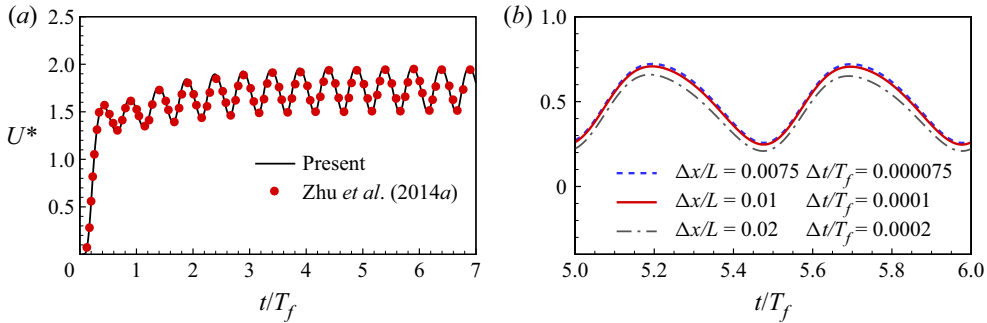 (a)
2.5
2.0
1.5
1.0
0.5
0
U*
Present
Zhu et al. (2014a)
0 1 2 3 4 5 6 7
t/T_f
(b)
1.0
0.5
0
Δx/L = 0.0075 Δt/T_f = 0.000075
Δx/L = 0.01 Δt/T_f = 0.0001
Δx/L = 0.02 Δt/T_f = 0.0002
5.0 5.2 5.4 5.6 5.8 6.0
t/T_f